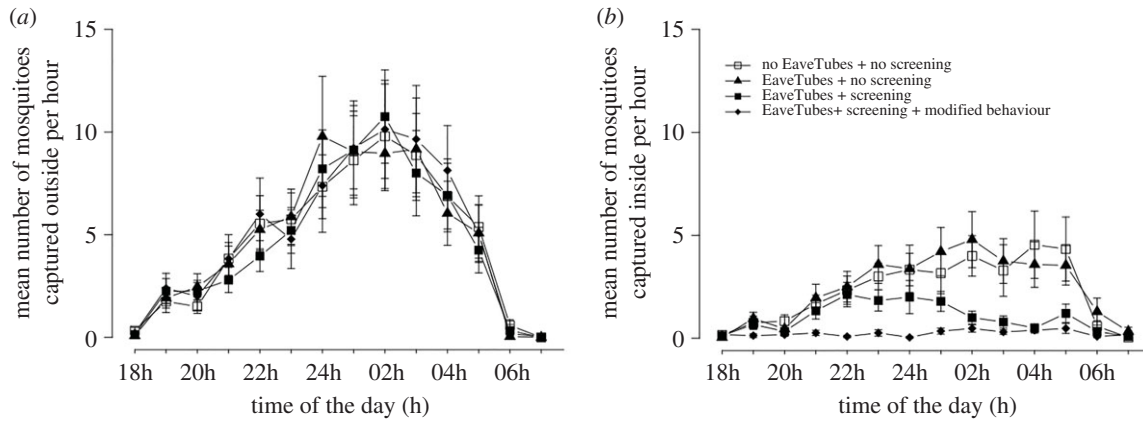 (a)
15
10
5
0
mean number of mosquitoes
captured outside per hour
18h 20h 22h 24h 02h 04h 06h
time of the day (h)
(b)
15
10
5
0
mean number of mosquitoes
captured inside per hour
no EaveTubes + no screening
EaveTubes + no screening
EaveTubes + screening
EaveTubes+ screening + modified behaviour
18h 20h 22h 24h 02h 04h 06h
time of the day (h)